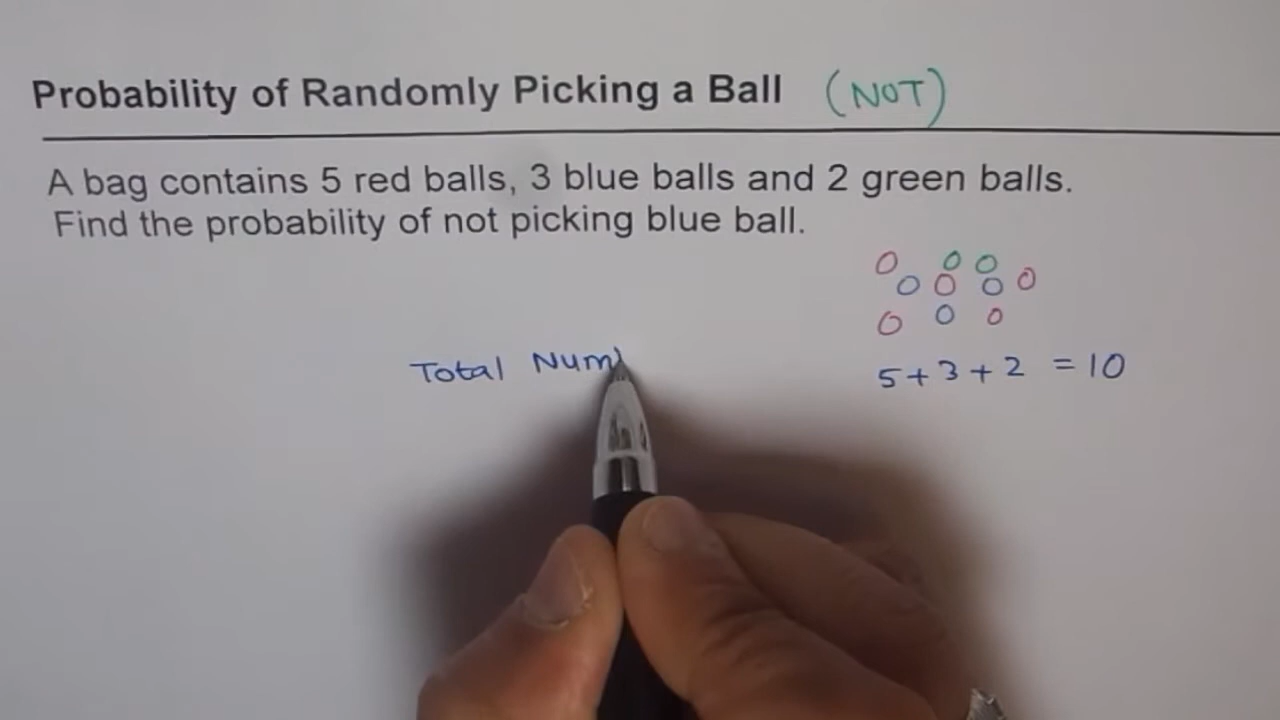 Probability of Randomly Picking a Ball (NOT)
A bag contains 5 red balls, 3 blue balls and 2 green balls.
Find the probability of not picking blue ball.
Total Num
5+3+2 = 10